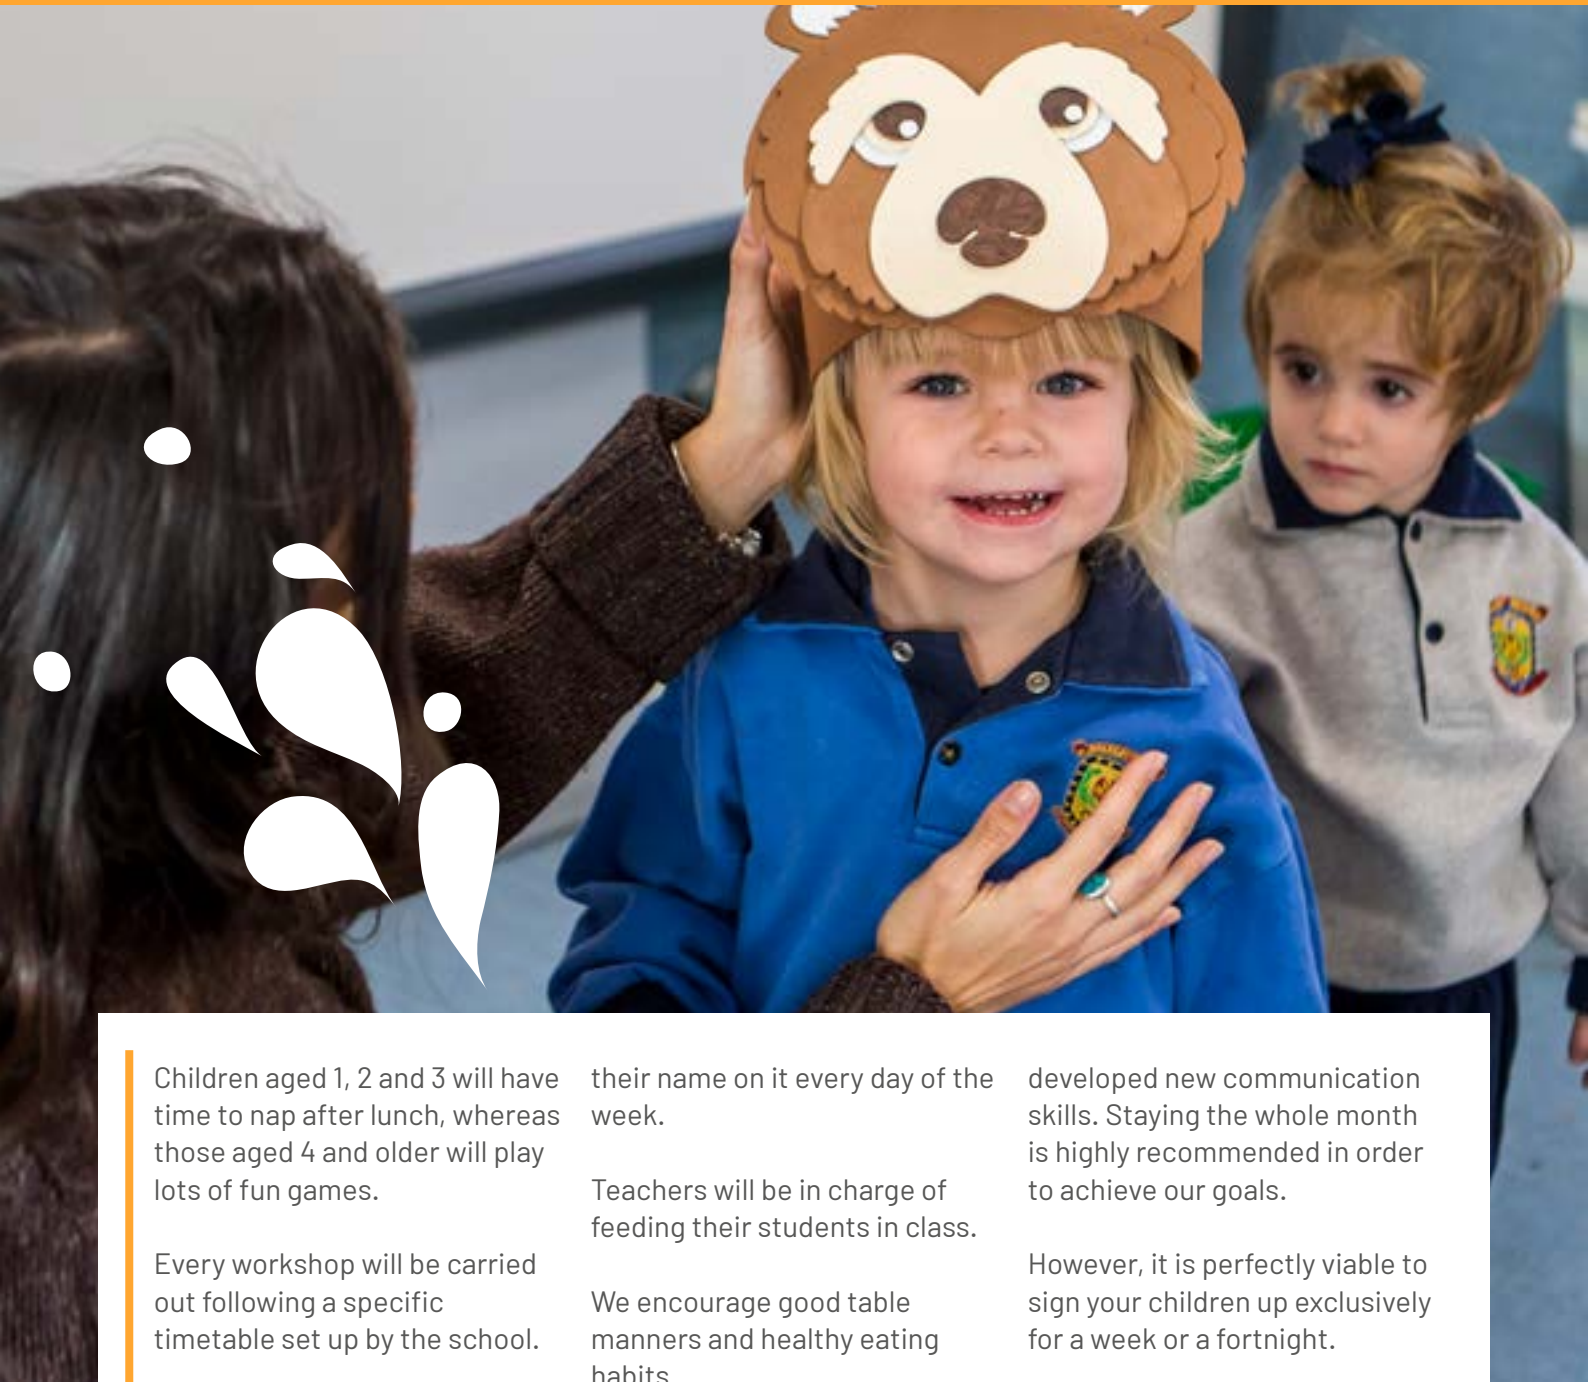 Children aged 1, 2 and 3 will have
time to nap after lunch, whereas
those aged 4 and older will play
lots of fun games.
Every workshop will be carried
out following a specific
timetable set up by the school.
their name on it every day of the
week.
Teachers will be in charge of
feeding their students in class.
We encourage good table
manners and healthy eating
habits
developed new communication
skills. Staying the whole month
is highly recommended in order
to achieve our goals.
However, it is perfectly viable to
sign your children up exclusively
for a week or a fortnight.